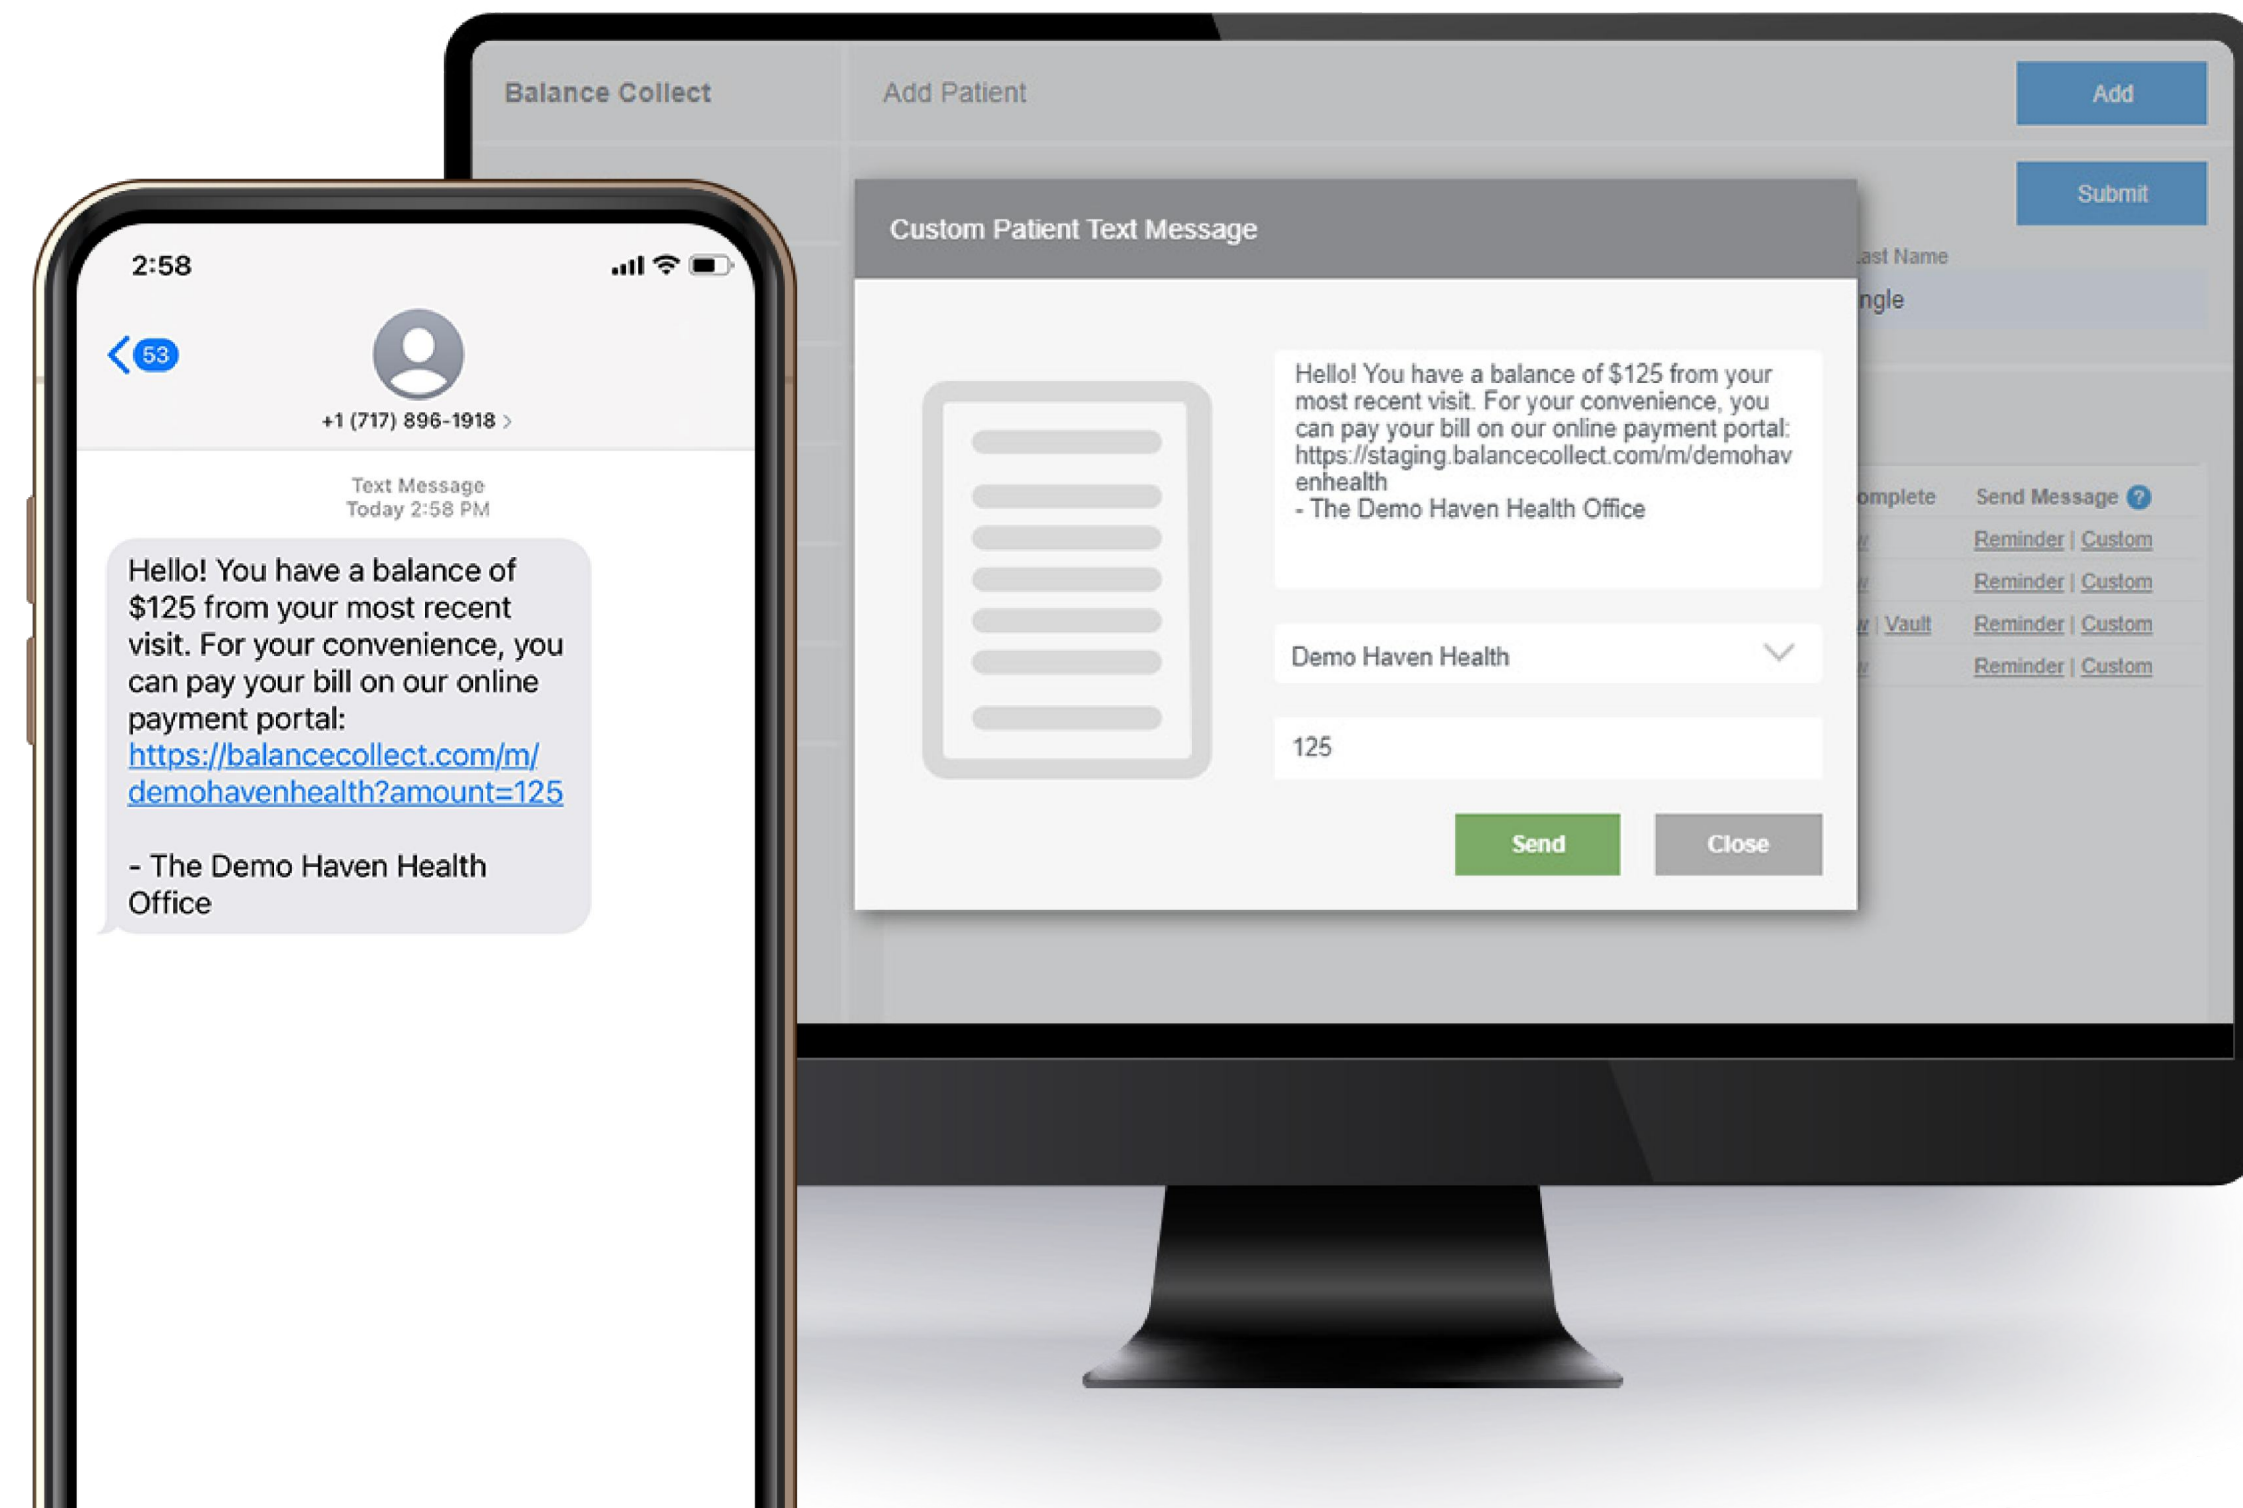 Balance Collect
Add Patient
Add
Submit
Custom Patient Text Message
Last Name
ngle
Hello! You have a balance of $125 from your
most recent visit. For your convenience, you
can pay your bill on our online payment portal:
https://staging.balancecollect.com/m/demohav
enhealth
- The Demo Haven Health Office
Demo Haven Health
125
Send
Close
omplete Send Message ?
Reminder | Custom
Reminder | Custom
| Vault Reminder | Custom
Reminder | Custom
2:58
53
+1 (717) 896-1918 >
Text Message
Today 2:58 PM
Hello! You have a balance of
$125 from your most recent
visit. For your convenience, you
can pay your bill on our online
payment portal:
https://balancecollect.com/m/
demohavenhealth?amount=125
- The Demo Haven Health
Office